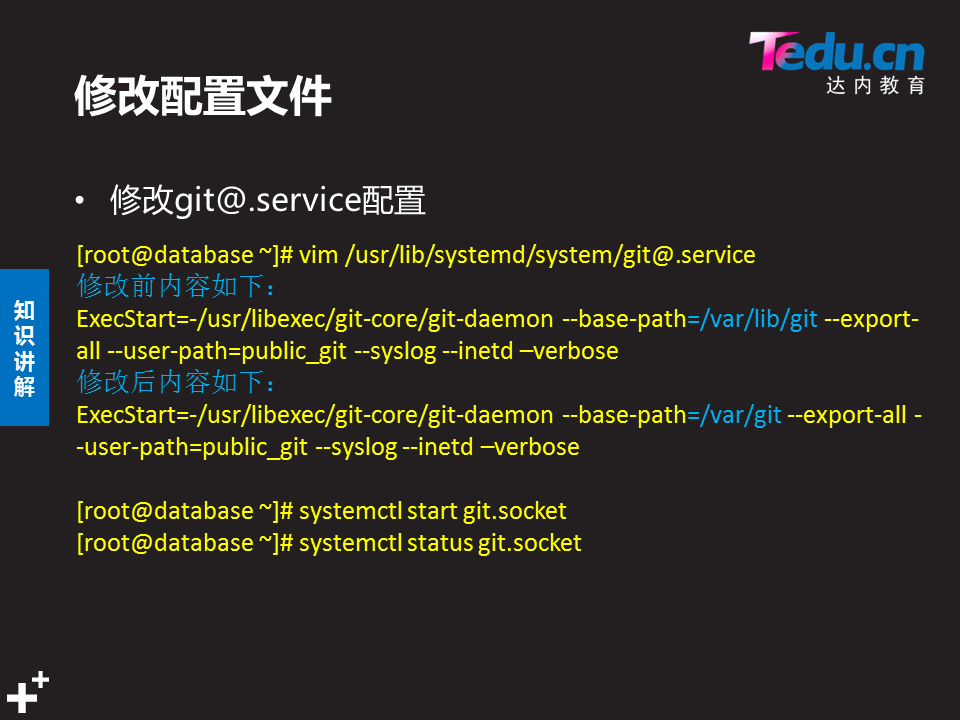 Tedu.cn
达内教育
修改配置文件
• 修改git@.service配置
[root@database ~]# vim /usr/lib/systemd/system/git@.service
修改前内容如下：
ExecStart=-/usr/libexec/git-core/git-daemon --base-path=/var/lib/git --export-
all --user-path=public_git --syslog --inetd –verbose
修改后内容如下：
ExecStart=-/usr/libexec/git-core/git-daemon --base-path=/var/git --export-all -
-user-path=public_git --syslog --inetd –verbose
[root@database ~]# systemctl start git.socket
[root@database ~]# systemctl status git.socket
知
识
讲
解